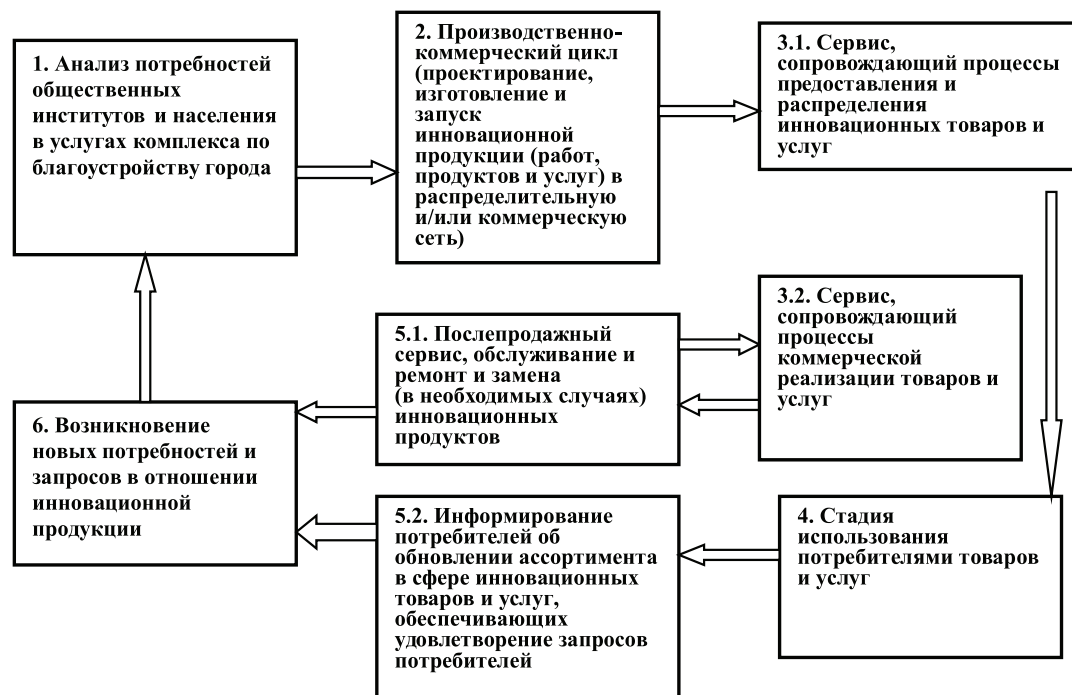 1. Анализ потребностей
общественных
институтов и населения
в услугах комплекса по
благоустройству города
2. Производственно-
коммерческий цикл
(проектирование,
изготовление и
запуск
инновационной
продукции (работ,
продуктов и услуг) в
распределительную
и/или коммерческую
сеть)
3.1. Сервис,
сопровождающий процессы
предоставления и
распределения
инновационных товаров и
услуг
3.2. Сервис,
сопровождающий
процессы
коммерческой
реализации товаров и
услуг
5.1. Послепродажный
сервис, обслуживание и
ремонт и замена
(в необходимых случаях)
инновационных
продуктов
6. Возникновение
новых потребностей и
запросов в отношении
инновационной
продукции
5.2. Информирование
потребителей об
обновлении ассортимента
в сфере инновационных
товаров и услуг,
обеспечивающих
удовлетворение запросов
потребителей
4. Стадия
использования
потребителями товаров
и услуг